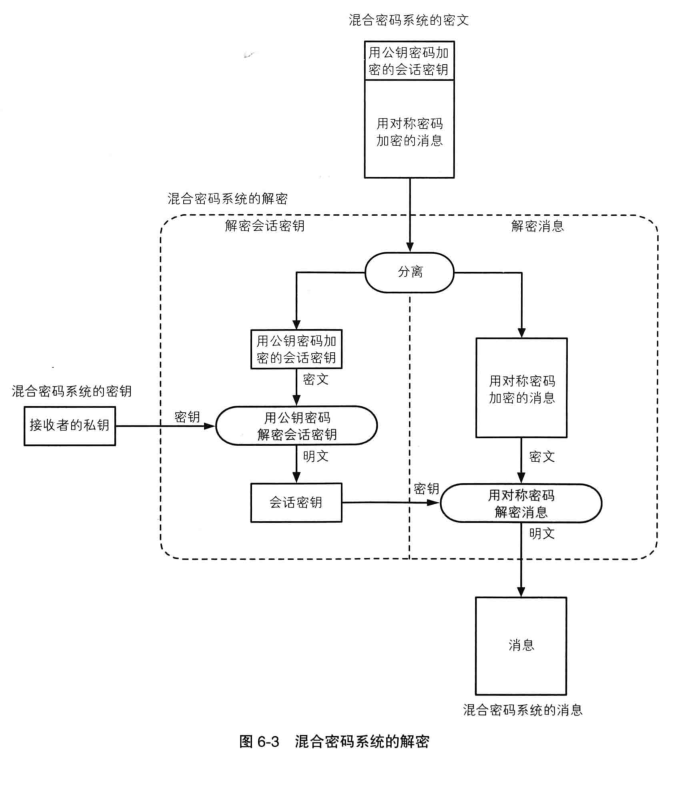 混合密码系统的密文
用公钥密码加
密的会话密钥
用对称密码
加密的消息
混合密码系统的解密
解密会话密钥
解密消息
分离
用公钥密码加
密的会话密钥
密文
用对称密码
加密的消息
混合密码系统的密钥
接收者的私钥
密钥
用公钥密码
解密会话密钥
明文
密文
会话密钥
密钥
用对称密码
解密消息
明文
消息
混合密码系统的消息
图 6-3 混合密码系统的解密